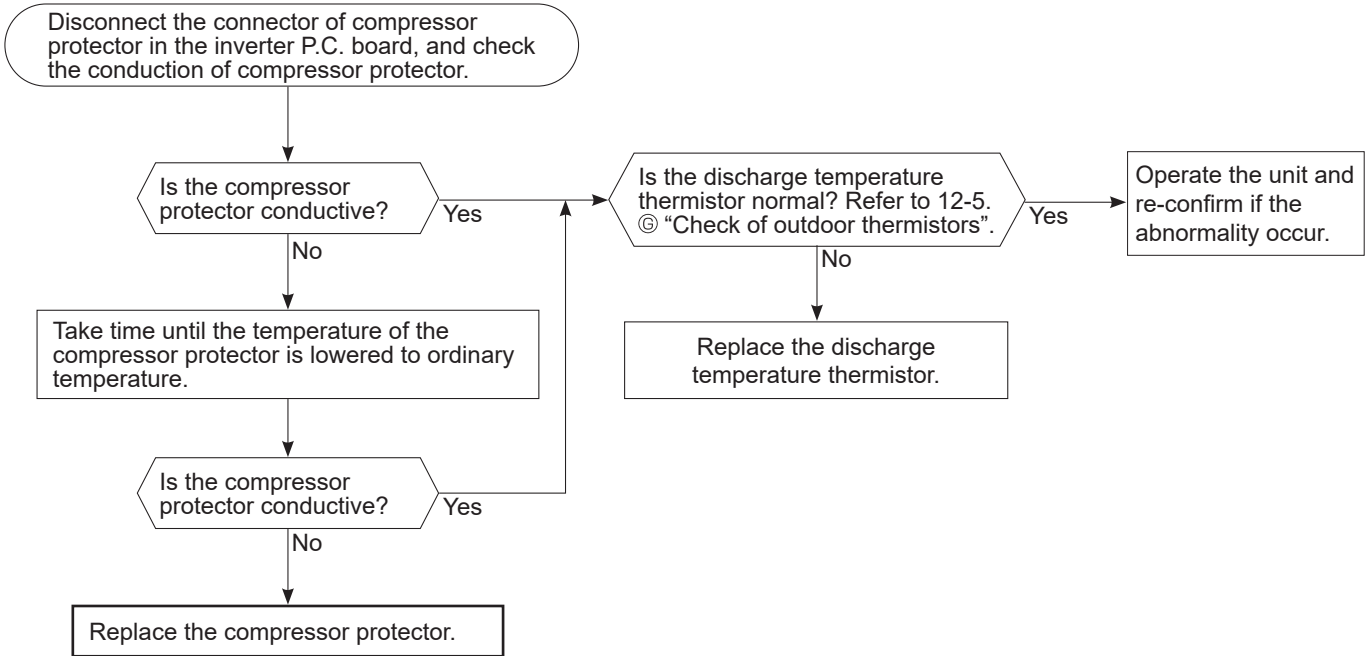 Disconnect the connector of compressor
protector in the inverter P.C. board, and check
the conduction of compressor protector.
Is the compressor
protector conductive?
Yes
No
Take time until the temperature of the
compressor protector is lowered to ordinary
temperature.
Is the compressor
protector conductive?
Yes
No
Replace the compressor protector.
Is the discharge temperature
thermistor normal? Refer to 12-5.
Ⓖ “Check of outdoor thermistors”.
Yes
No
Replace the discharge
temperature thermistor.
Operate the unit and
re-confirm if the
abnormality occur.